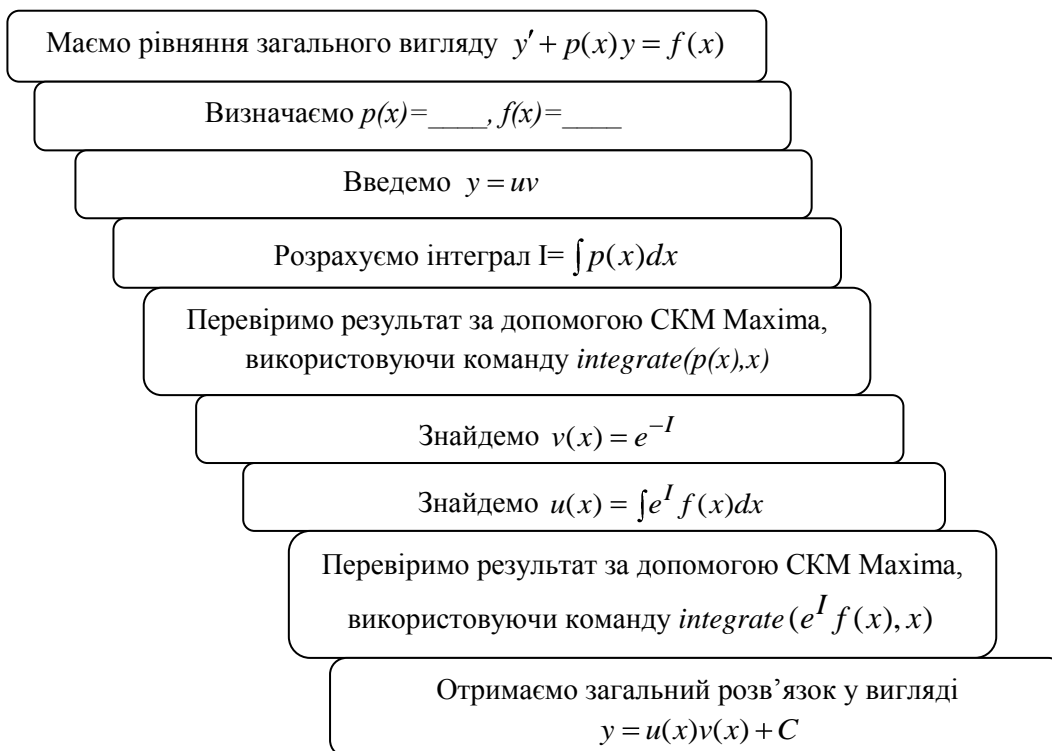 Маємо рівняння загального вигляду y′ + p(x)y = f(x)
Визначаємо p(x)=____, f(x)=____
Введемо y = uv
Розрахуємо інтеграл I= ∫ p(x)dx
Перевіримо результат за допомогою СКМ Maxima,
використовуючи команду integrate(p(x),x)
Знайдемо v(x) = e^{−I}
Знайдемо u(x) = ∫e^I f(x)dx
Перевіримо результат за допомогою СКМ Maxima,
використовуючи команду integrate(e^I f(x), x)
Отримаємо загальний розв’язок у вигляді
y = u(x)v(x) + C